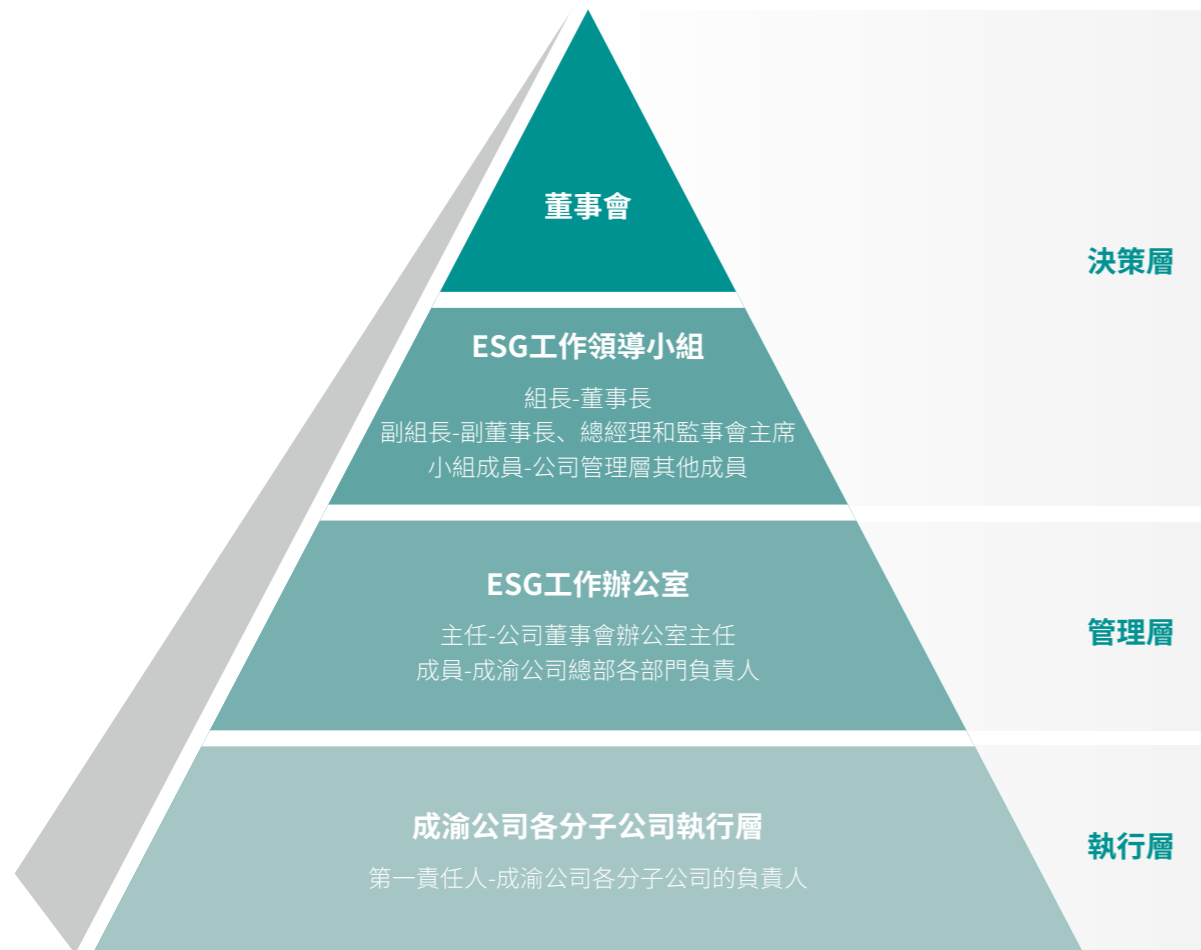 董事會
決策層
ESG工作領導小組
組長-董事長
副組長-副董事長、總經理和監事會主席
小組成員-公司管理層其他成員
ESG工作辦公室
主任-公司董事會辦公室主任
成員-成渝公司總部各部門負責人
管理層
成渝公司各分子公司執行層
第一責任人-成渝公司各分子公司的負責人
執行層